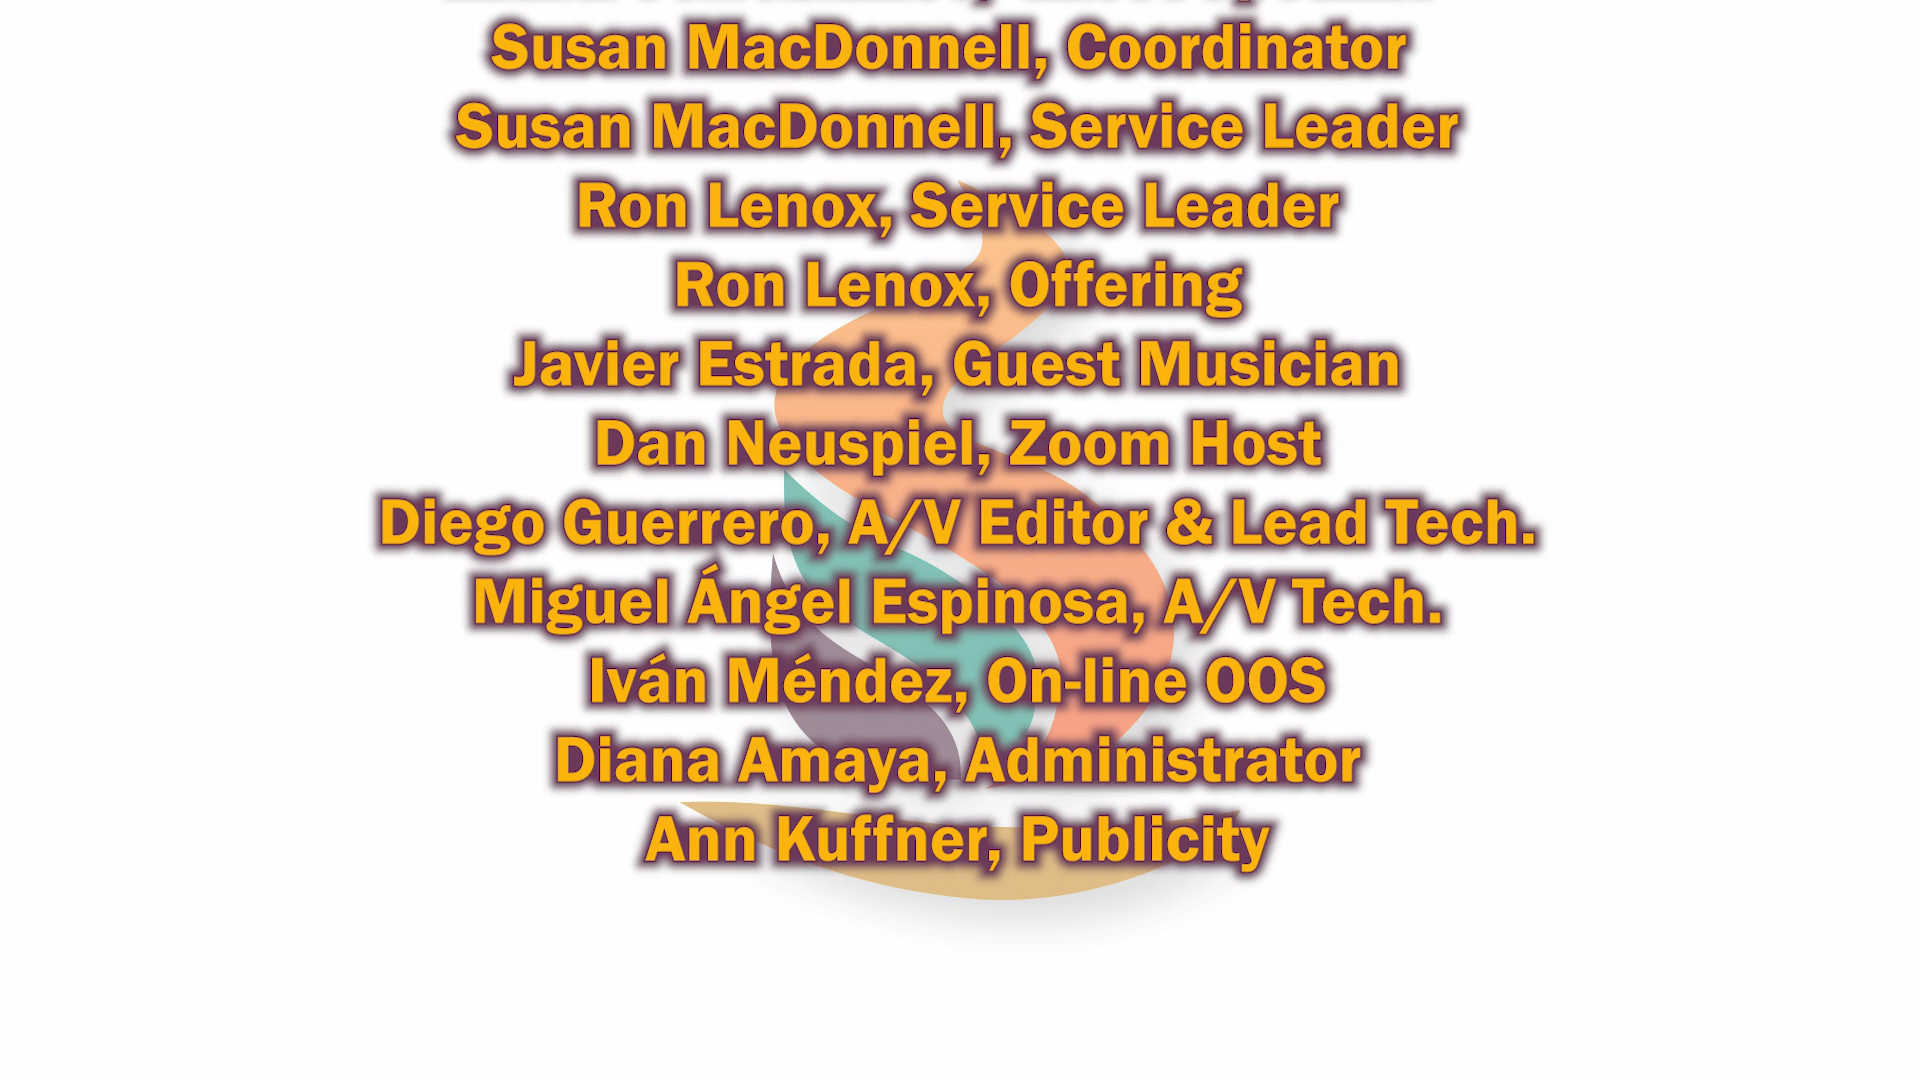 Susan MacDonnell, Coordinator
Susan MacDonnell, Service Leader
Ron Lenox, Service Leader
Ron Lenox, Offering
Javier Estrada, Guest Musician
Dan Neuspiel, Zoom Host
Diego Guerrero, A/V Editor & Lead Tech.
Miguel Ángel Espinosa, A/V Tech.
Iván Méndez, On-line OOS
Diana Amaya, Administrator
Ann Kuffner, Publicity